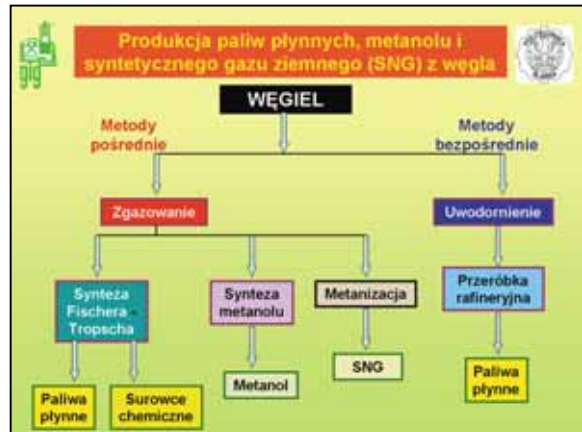 gig
Produkcja paliw płynnych, metanolu i
syntetycznego gazu ziemnego (SNG) z węgla
WĘGIEL
Metody
pośrednie
Metody
bezpośrednie
Zgazowanie
Uwodornienie
Synteza
Fischera -
Tropscha
Synteza
metanolu
Metanizacja
Przeróbka
rafineryjna
Paliwa
płynne
Surowce
chemiczne
Metanol
SNG
Paliwa
płynne